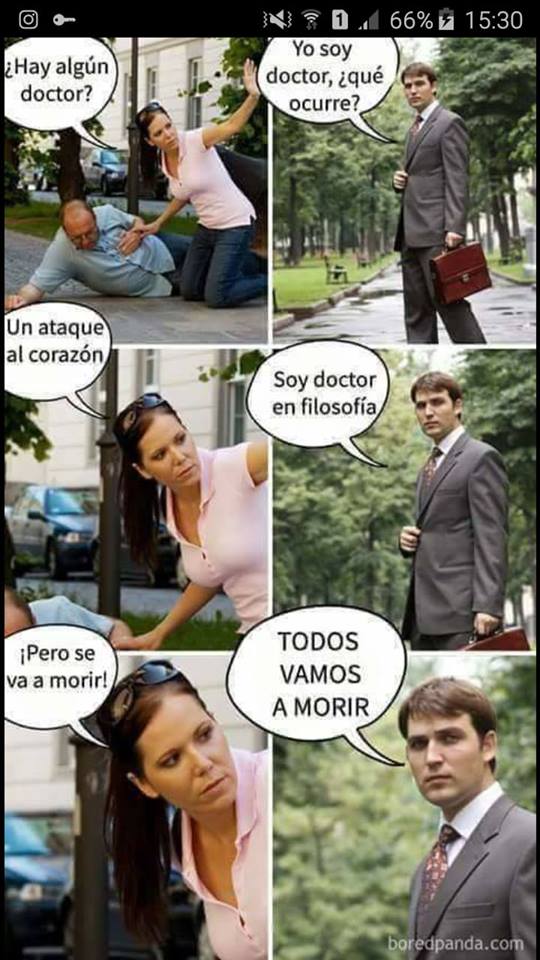 66% 15:30
¿Hay algún
doctor?
Yo soy
doctor, ¿qué
ocurre?
Un ataque
al corazón
Soy doctor
en filosofía
¡Pero se
va a morir!
TODOS
VAMOS
A MORIR
boredpanda.com